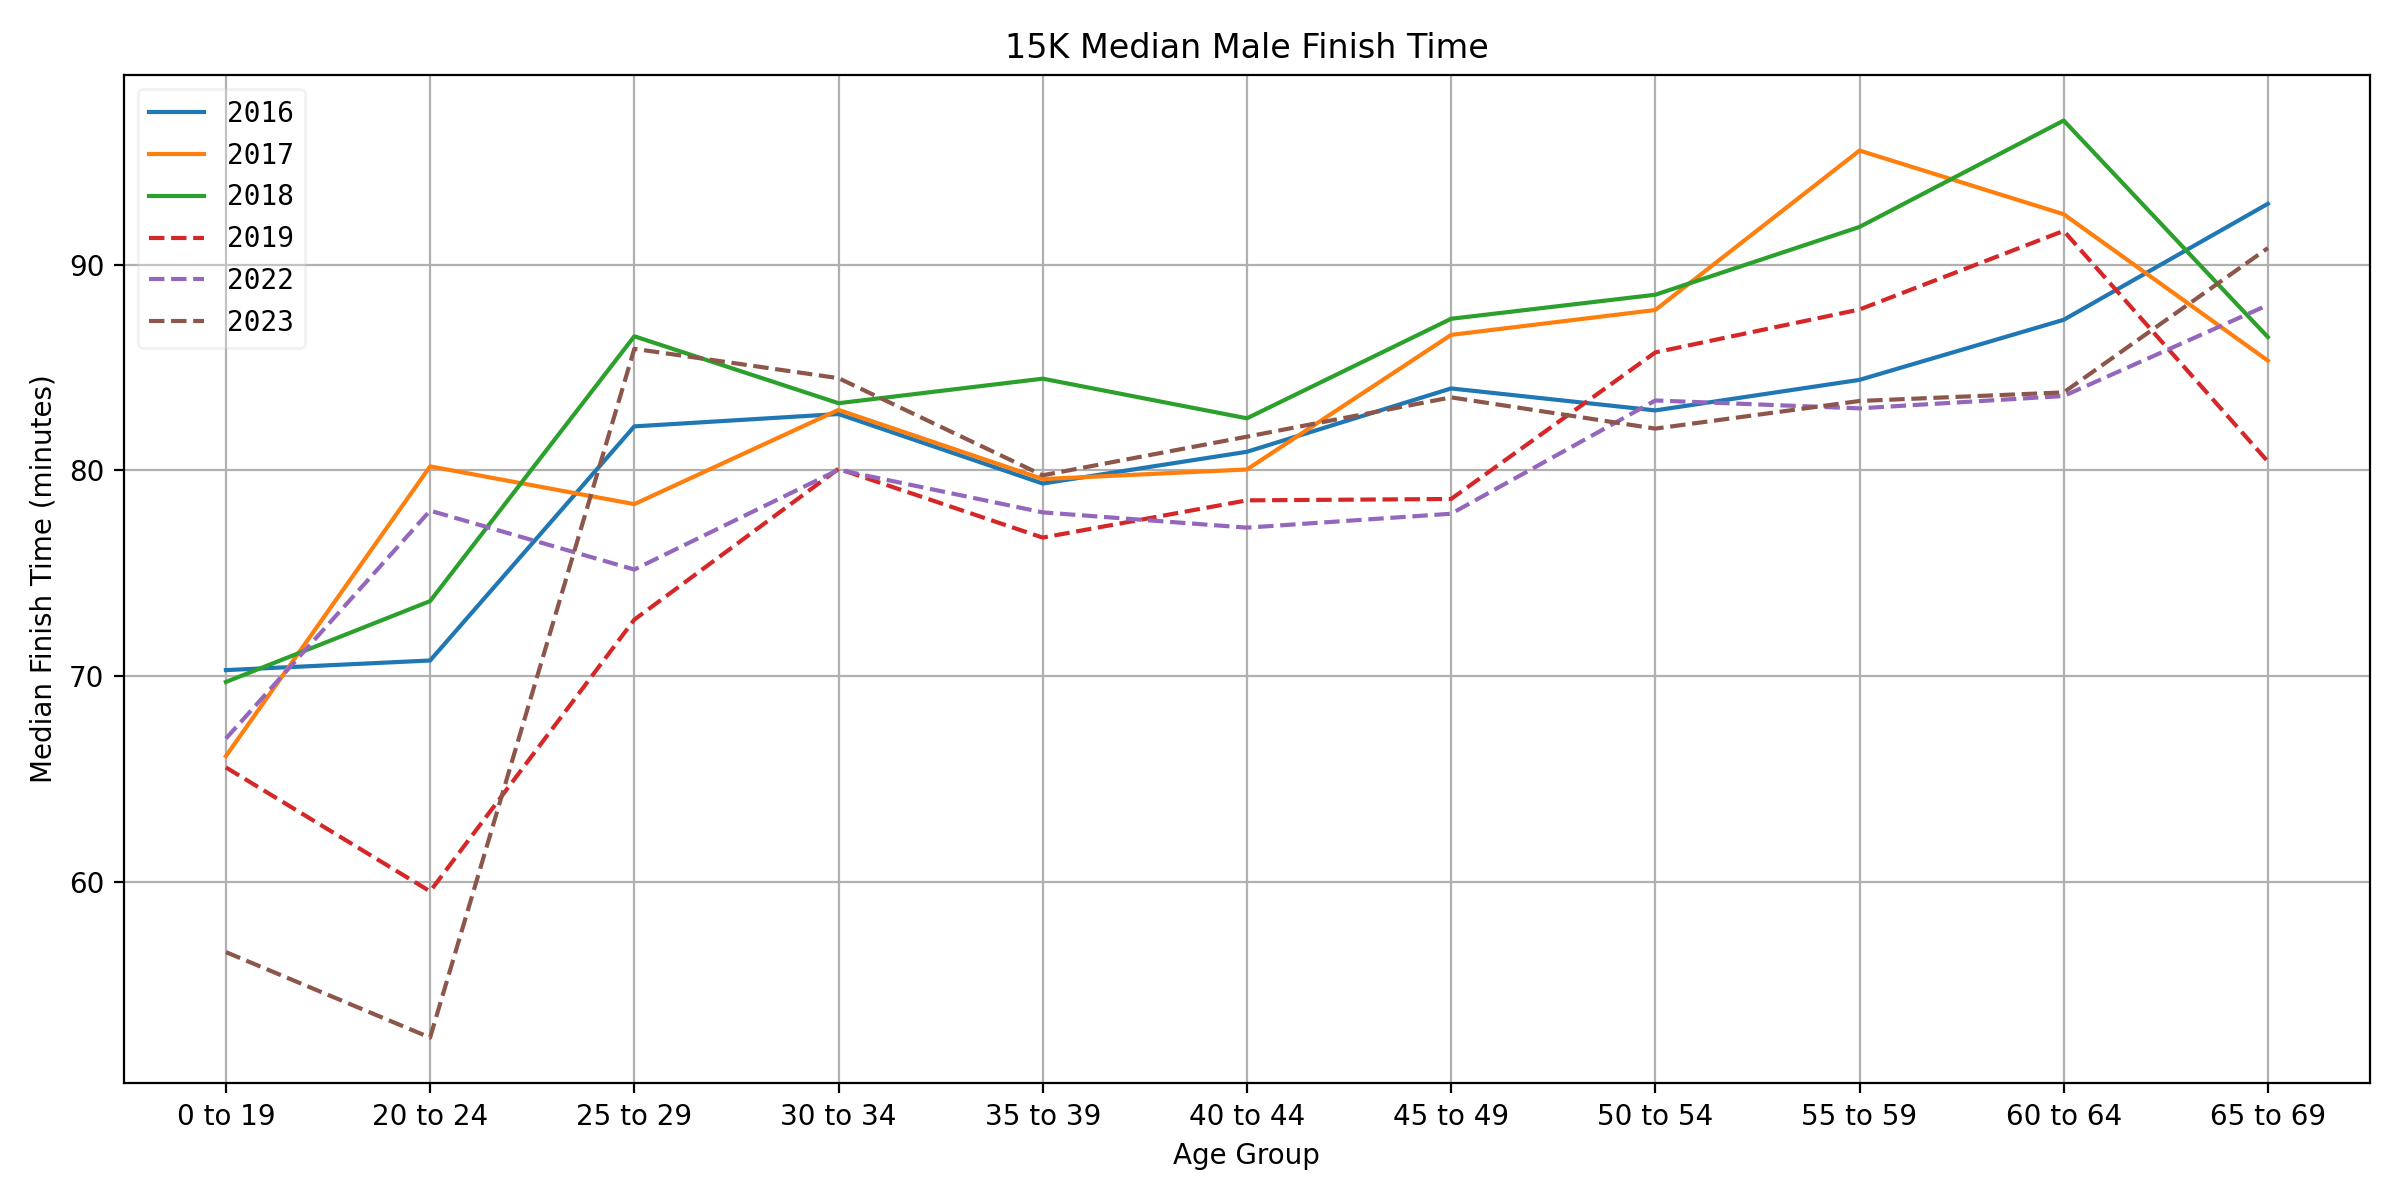 15K Median Male Finish Time
2016
2017
2018
2019
2022
2023
Median Finish Time (minutes)
90
80
70
60
0 to 19 20 to 24 25 to 29 30 to 34 35 to 39 40 to 44 45 to 49 50 to 54 55 to 59 60 to 64 65 to 69
Age Group